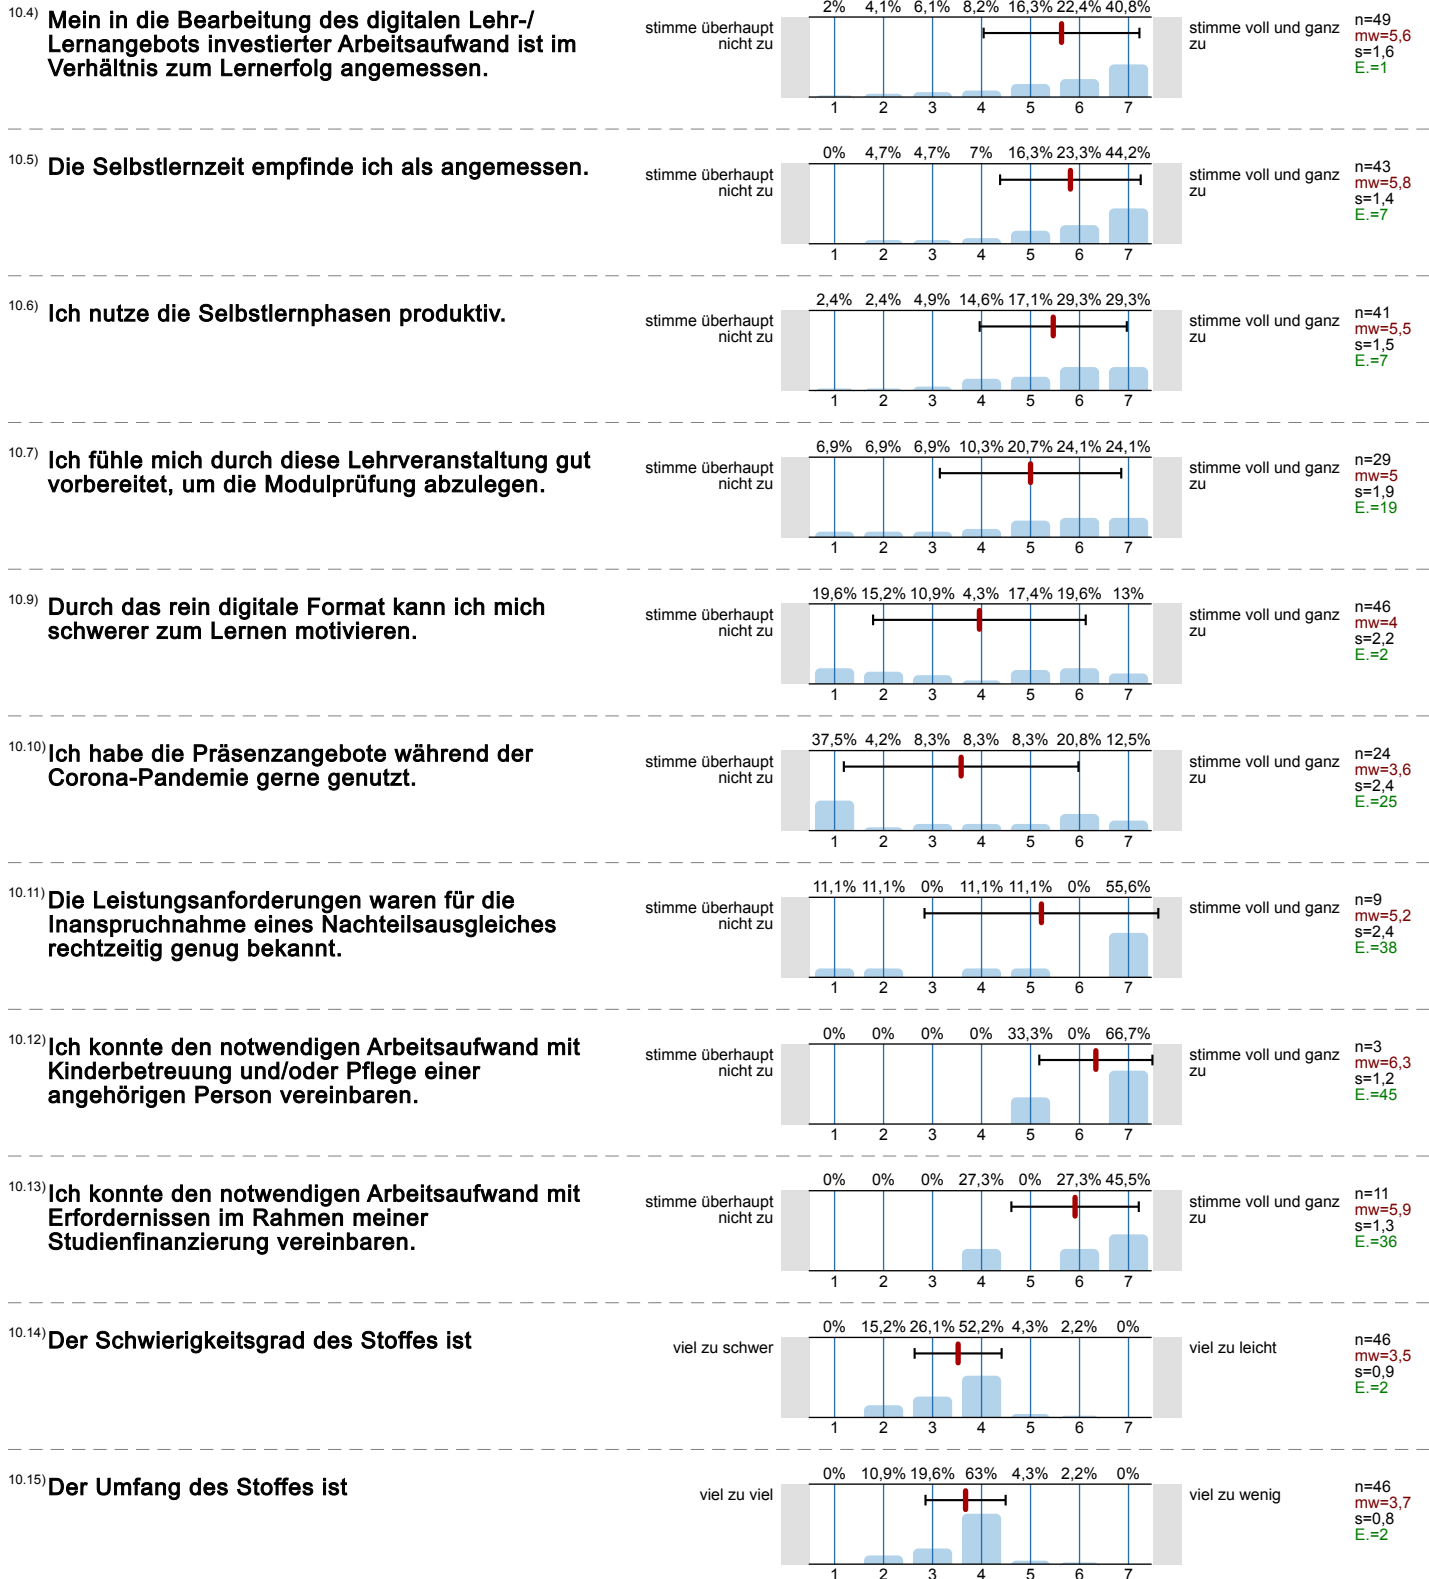 10.4) Mein in die Bearbeitung des digitalen Lehr-/
Lernangebots investierter Arbeitsaufwand ist im
Verhältnis zum Lernerfolg angemessen.
stimme überhaupt
nicht zu
2% 4,1% 6,1% 8,2% 16,3% 22,4% 40,8%
1 2 3 4 5 6 7
stimme voll und ganz
zu
n=49
mw=5,6
s=1,6
E.=1
10.5) Die Selbstlernzeit empfinde ich als angemessen.
stimme überhaupt
nicht zu
0% 4,7% 4,7% 7% 16,3% 23,3% 44,2%
1 2 3 4 5 6 7
stimme voll und ganz
zu
n=43
mw=5,8
s=1,4
E.=7
10.6) Ich nutze die Selbstlernphasen produktiv.
stimme überhaupt
nicht zu
2,4% 2,4% 4,9% 14,6% 17,1% 29,3% 29,3%
1 2 3 4 5 6 7
stimme voll und ganz
zu
n=41
mw=5,5
s=1,5
E.=7
10.7) Ich fühle mich durch diese Lehrveranstaltung gut
vorbereitet, um die Modulprüfung abzulegen.
stimme überhaupt
nicht zu
6,9% 6,9% 6,9% 10,3% 20,7% 24,1% 24,1%
1 2 3 4 5 6 7
stimme voll und ganz
zu
n=29
mw=5
s=1,9
E.=19
10.9) Durch das rein digitale Format kann ich mich
schwerer zum Lernen motivieren.
stimme überhaupt
nicht zu
19,6% 15,2% 10,9% 4,3% 17,4% 19,6% 13%
1 2 3 4 5 6 7
stimme voll und ganz
zu
n=46
mw=4
s=2,2
E.=2
10.10) Ich habe die Präsenzangebote während der
Corona-Pandemie gerne genutzt.
stimme überhaupt
nicht zu
37,5% 4,2% 8,3% 8,3% 8,3% 20,8% 12,5%
1 2 3 4 5 6 7
stimme voll und ganz
zu
n=24
mw=3,6
s=2,4
E.=25
10.11) Die Leistungsanforderungen waren für die
Inanspruchnahme eines Nachteilsausgleiches
rechtzeitig genug bekannt.
stimme überhaupt
nicht zu
11,1% 11,1% 0% 11,1% 11,1% 0% 55,6%
1 2 3 4 5 6 7
stimme voll und ganz
zu
n=9
mw=5,2
s=2,4
E.=38
10.12) Ich konnte den notwendigen Arbeitsaufwand mit
Kinderbetreuung und/oder Pflege einer
angehörigen Person vereinbaren.
stimme überhaupt
nicht zu
0% 0% 0% 0% 33,3% 0% 66,7%
1 2 3 4 5 6 7
stimme voll und ganz
zu
n=3
mw=6,3
s=1,2
E.=45
10.13) Ich konnte den notwendigen Arbeitsaufwand mit
Erfordernissen im Rahmen meiner
Studienfinanzierung vereinbaren.
stimme überhaupt
nicht zu
0% 0% 0% 27,3% 0% 27,3% 45,5%
1 2 3 4 5 6 7
stimme voll und ganz
zu
n=11
mw=5,9
s=1,3
E.=36
10.14) Der Schwierigkeitsgrad des Stoffes ist
viel zu schwer
0% 15,2% 26,1% 52,2% 4,3% 2,2% 0%
1 2 3 4 5 6 7
viel zu leicht
n=46
mw=3,5
s=0,9
E.=2
10.15) Der Umfang des Stoffes ist
viel zu viel
0% 10,9% 19,6% 63% 4,3% 2,2% 0%
1 2 3 4 5 6 7
viel zu wenig
n=46
mw=3,7
s=0,8
E.=2